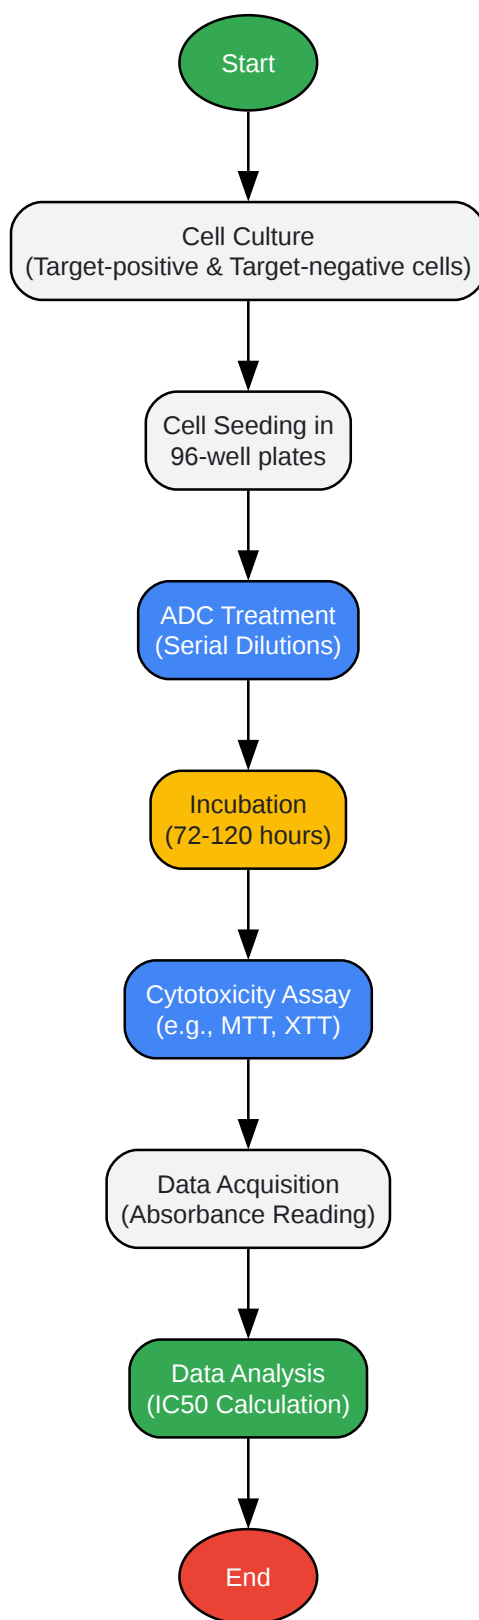 Start
Cell Culture
(Target-positive & Target-negative cells)
Cell Seeding in
96-well plates
ADC Treatment
(Serial Dilutions)
Incubation
(72-120 hours)
Cytotoxicity Assay
(e.g., MTT, XTT)
Data Acquisition
(Absorbance Reading)
Data Analysis
(IC50 Calculation)
End